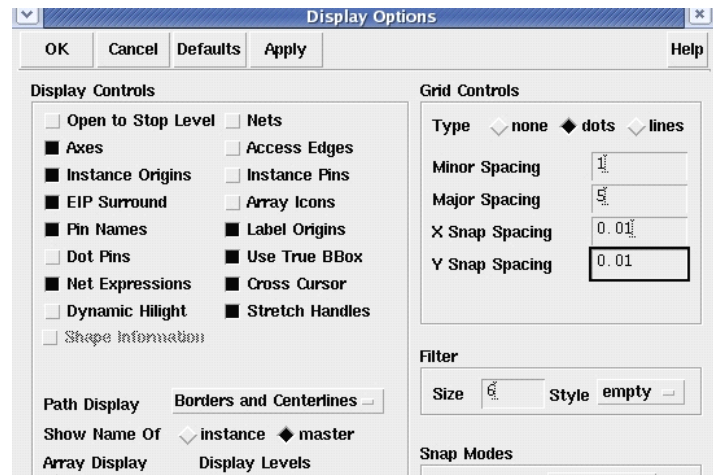 Display Options
OK Cancel Defaults Apply Help
Display Controls
Open to Stop Level Nets
Axes Access Edges
Instance Origins Instance Pins
EIP Surround Array Icons
Pin Names Label Origins
Dot Pins Use True BBox
Net Expressions Cross Cursor
Dynamic Hilight Stretch Handles
Shape Information
Path Display Borders and Centerlines
Show Name Of instance master
Array Display Display Levels
Grid Controls
Type none dots lines
Minor Spacing 1
Major Spacing 5
X Snap Spacing 0.01
Y Snap Spacing 0.01
Filter
Size 6 Style empty
Snap Modes